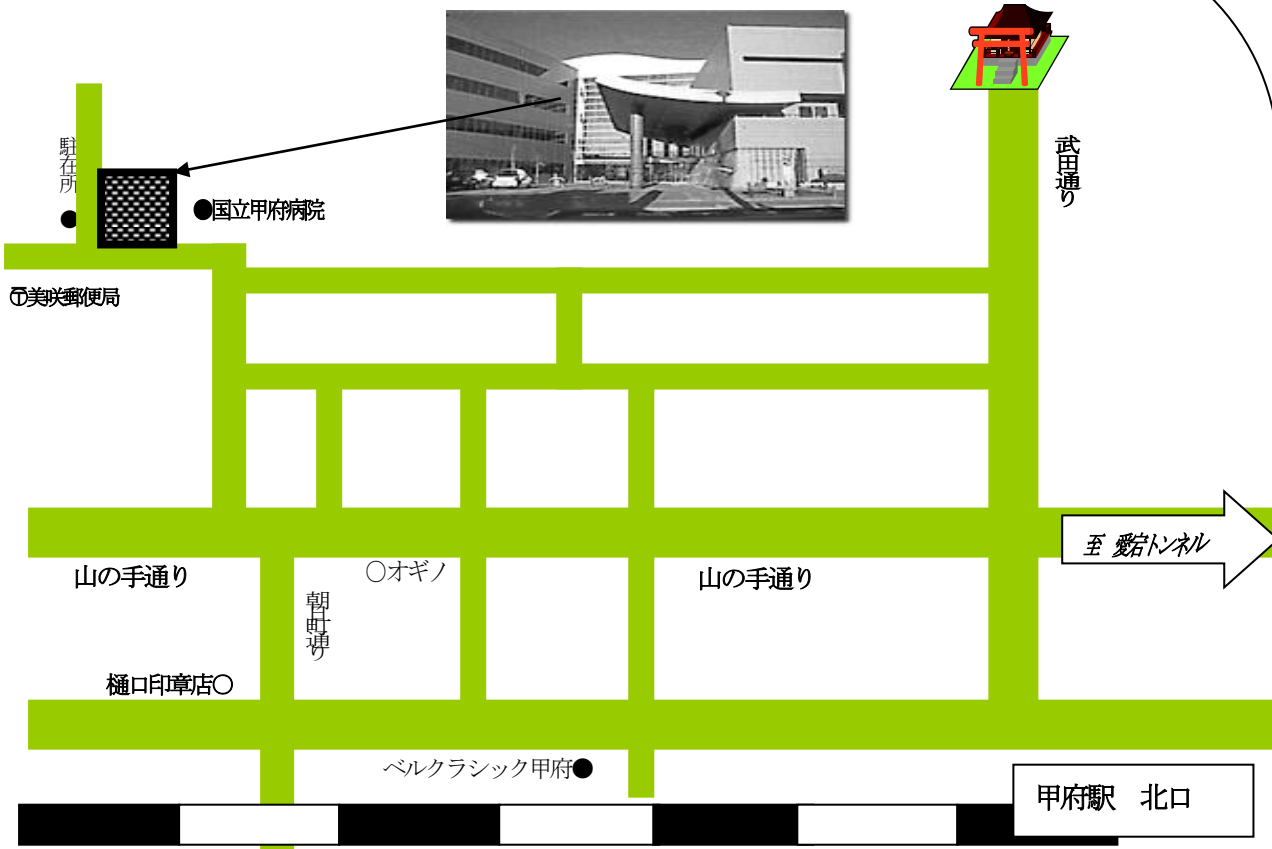 武田通り
駐在所
●
●国立甲府病院
〶美咲郵便局
至 愛宕トンネル
山の手通り
〇オギノ
山の手通り
朝日町通り
樋口印章店〇
ベルクラシック甲府●
甲府駅　北口